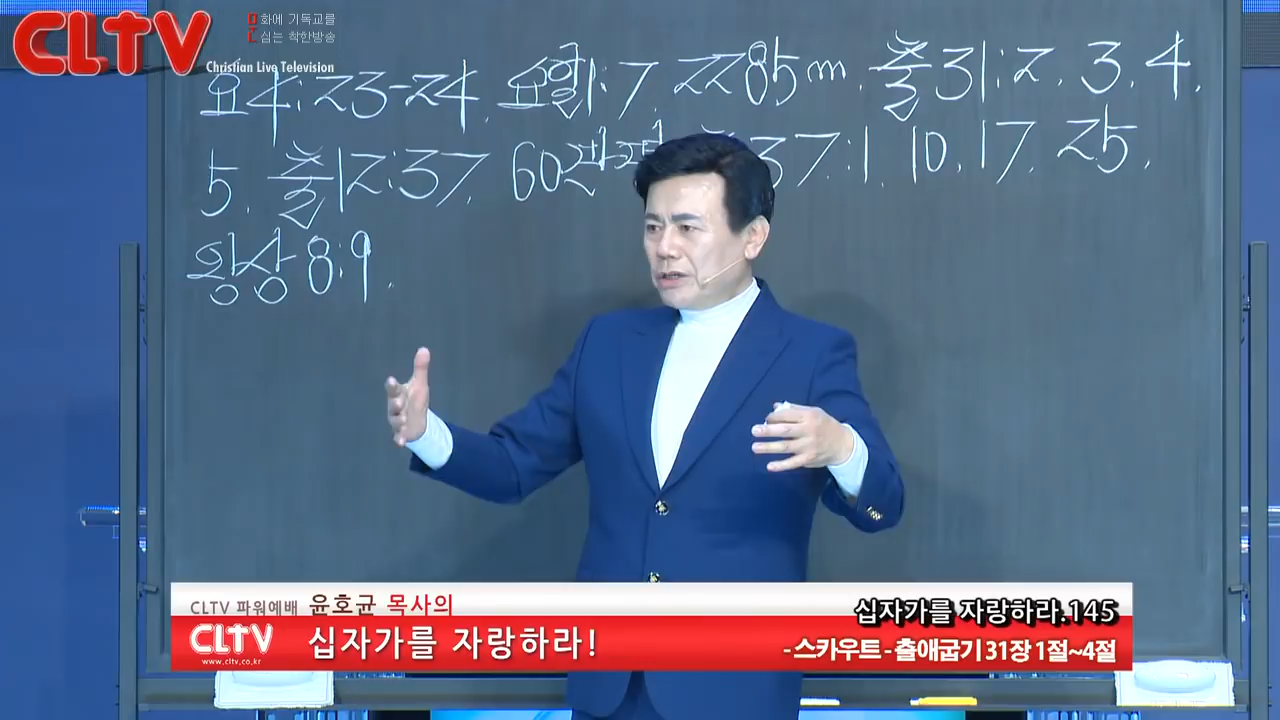 CLTV
문화에 기독교를
심는 착한방송
Christian Live Television
요4:23-24. 요일1:7. 225m. 출31:2. 3. 4.
5. 출12:37. 60만 37:1. 10. 17. 25.
왕상8:9.
CLTV 파워예배 윤호균 목사의
십자가를 자랑하라.145
CLTV 십자가를 자랑하라!
www.cltv.co.kr
-스카우트-출애굽기 31장 1절~4절